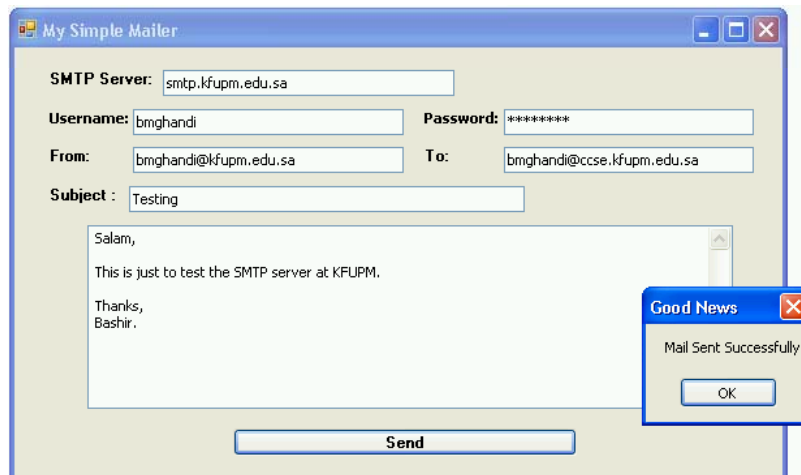 My Simple Mailer
SMTP Server: smtp.kfupm.edu.sa
Username: bmghandi Password: ********
From: bmghandi@kfupm.edu.sa To: bmghandi@ccse.kfupm.edu.sa
Subject : Testing
Salam,
This is just to test the SMTP server at KFUPM.
Thanks,
Bashir.
Good News
Mail Sent Successfully
OK
Send